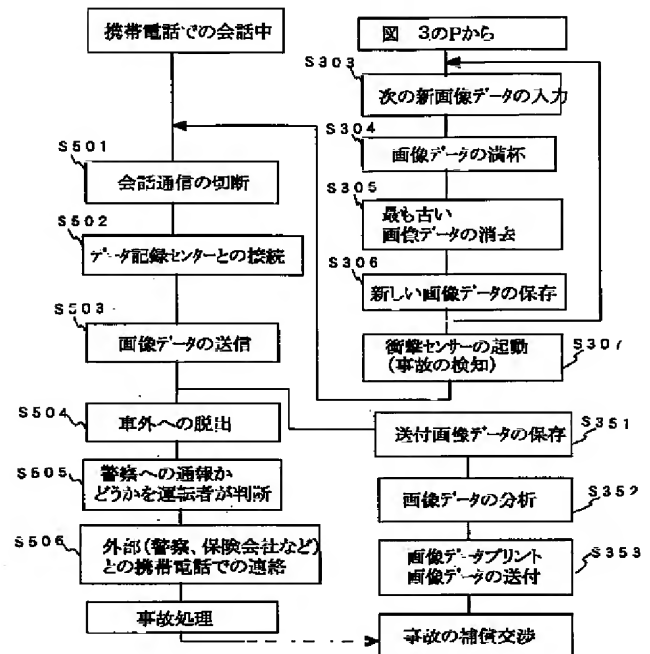 携帯電話での会話中
S501
会話通信の切断
S502
データ記録センターとの接続
S503
画像データの送信
S504
車外への脱出
S505
警察への通報か
どうかを運転者が判断
S506
外部(警察、保険会社など)
との携帯電話での連絡
事故処理
図 3のPから
S303
次の新画像データの入力
S304
画像データの満杯
S305
最も古い
画像データの消去
S306
新しい画像データの保存
衝撃センサーの起動
(事故の検知)
S307
送付画像データの保存
S351
画像データの分析
S352
画像データプリント
画像データの送付
S353
事故の補償交渉